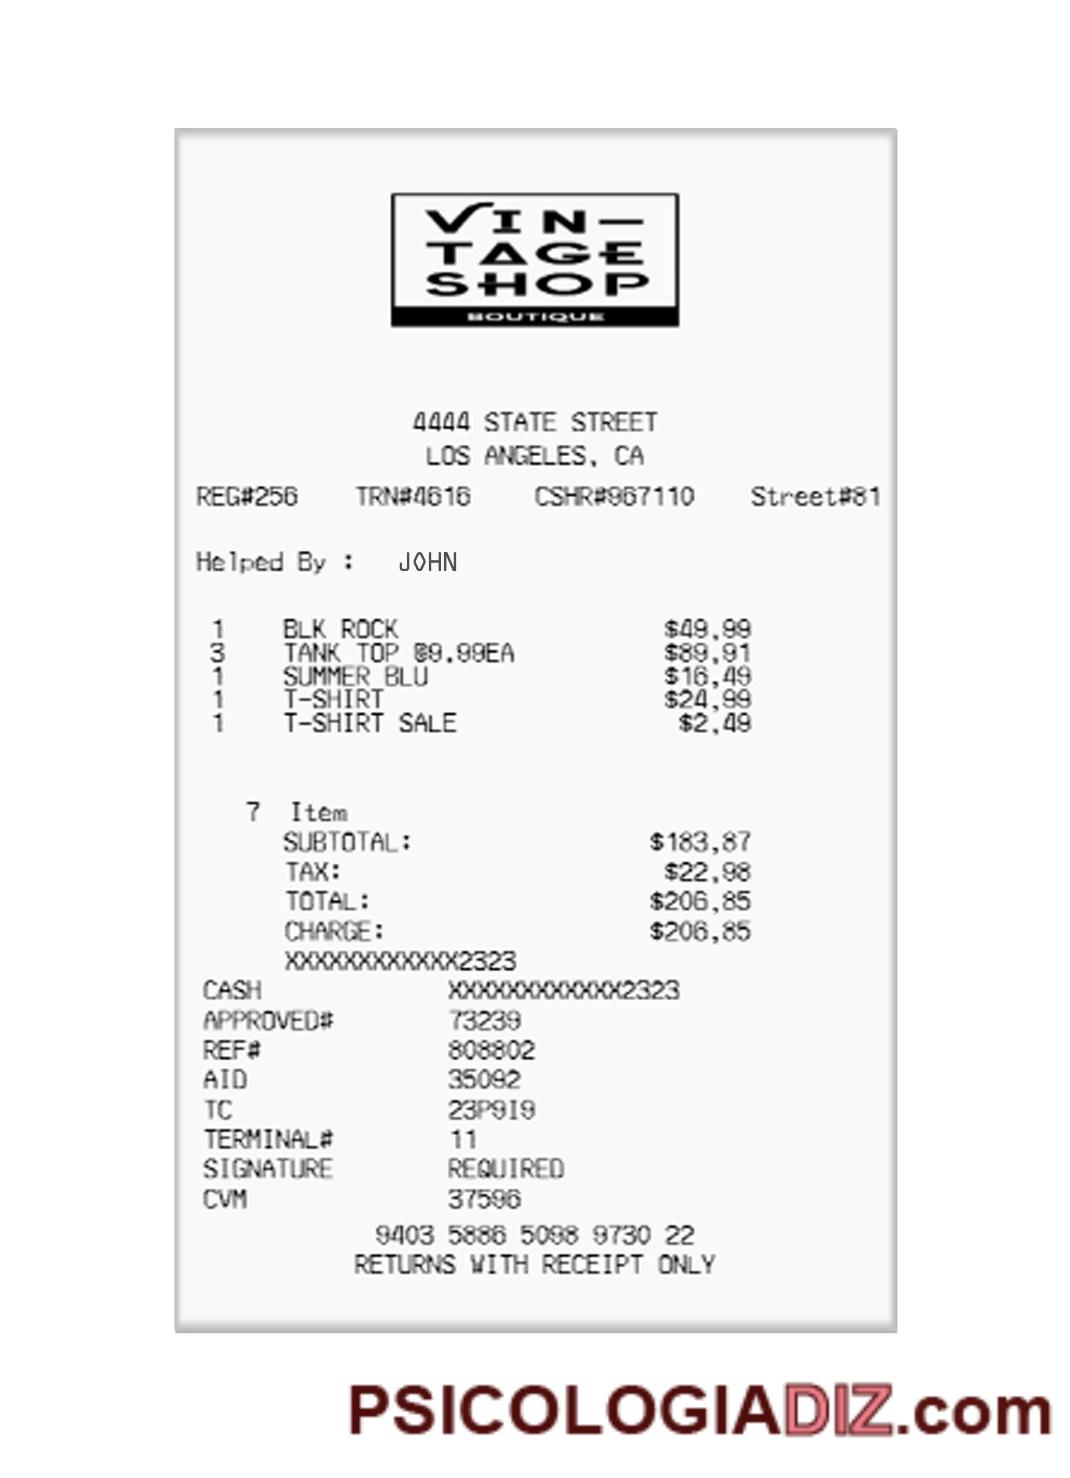 VIN-
TAGE
SHOP
BOUTIQUE
4444 STATE STREET
LOS ANGELES, CA
REG#256 TRN#4616 CSHR#967110 Street#81
Helped By : JOHN
1 BLK ROCK $49,99
3 TANK TOP @9.99EA $89,91
1 SUMMER BLU $16,49
1 T-SHIRT $24,99
1 T-SHIRT SALE $2,49
7 Item
SUBTOTAL: $183,87
TAX: $22,98
TOTAL: $206,85
CHARGE: $206,85
XXXXXXXXXXXX2323
CASH XXXXXXXXXXXX2323
APPROVED# 73239
REF# 808802
AID 35092
TC 23P9I9
TERMINAL# 11
SIGNATURE REQUIRED
CVM 37596
9403 5886 5098 9730 22
RETURNS WITH RECEIPT ONLY
PSICOLOGIADIZ.com